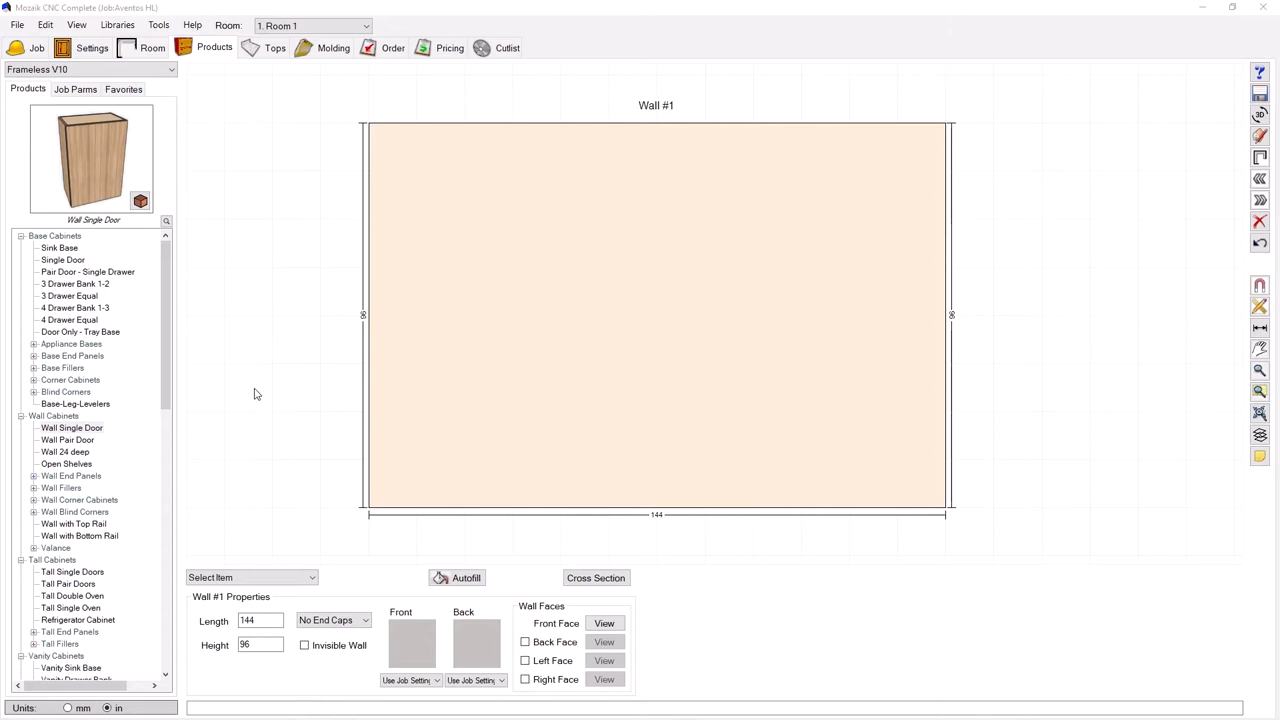 Mozaik CNC Complete (Job:Aventos HL)
File Edit View Libraries Tools Help Room: 1. Room 1
Job Settings Room Products Tops Molding Order Pricing Cutlist
Frameless V10
Products Job Parms Favorites
Wall Single Door
Base Cabinets
Sink Base
Single Door
Pair Door - Single Drawer
3 Drawer Bank 1-2
3 Drawer Equal
4 Drawer Bank 1-3
4 Drawer Equal
Door Only - Tray Base
Appliance Bases
Base End Panels
Base Fillers
Corner Cabinets
Blind Corners
Base-Leg-Levelers
Wall Cabinets
Wall Single Door
Wall Pair Door
Wall 24 deep
Open Shelves
Wall End Panels
Wall Fillers
Wall Corner Cabinets
Wall Blind Corners
Wall with Top Rail
Wall with Bottom Rail
Valance
Tall Cabinets
Tall Single Doors
Tall Pair Doors
Tall Double Oven
Tall Single Oven
Refrigerator Cabinet
Tall End Panels
Tall Fillers
Vanity Cabinets
Vanity Sink Base
Vanity Drawer Bank
Units: mm in
Wall #1
96
96
144
Select Item Autofill Cross Section
Wall #1 Properties
Length 144 No End Caps
Height 96 Invisible Wall
Front Back
Use Job Setting Use Job Setting
Wall Faces
Front Face View
Back Face View
Left Face View
Right Face View
3D